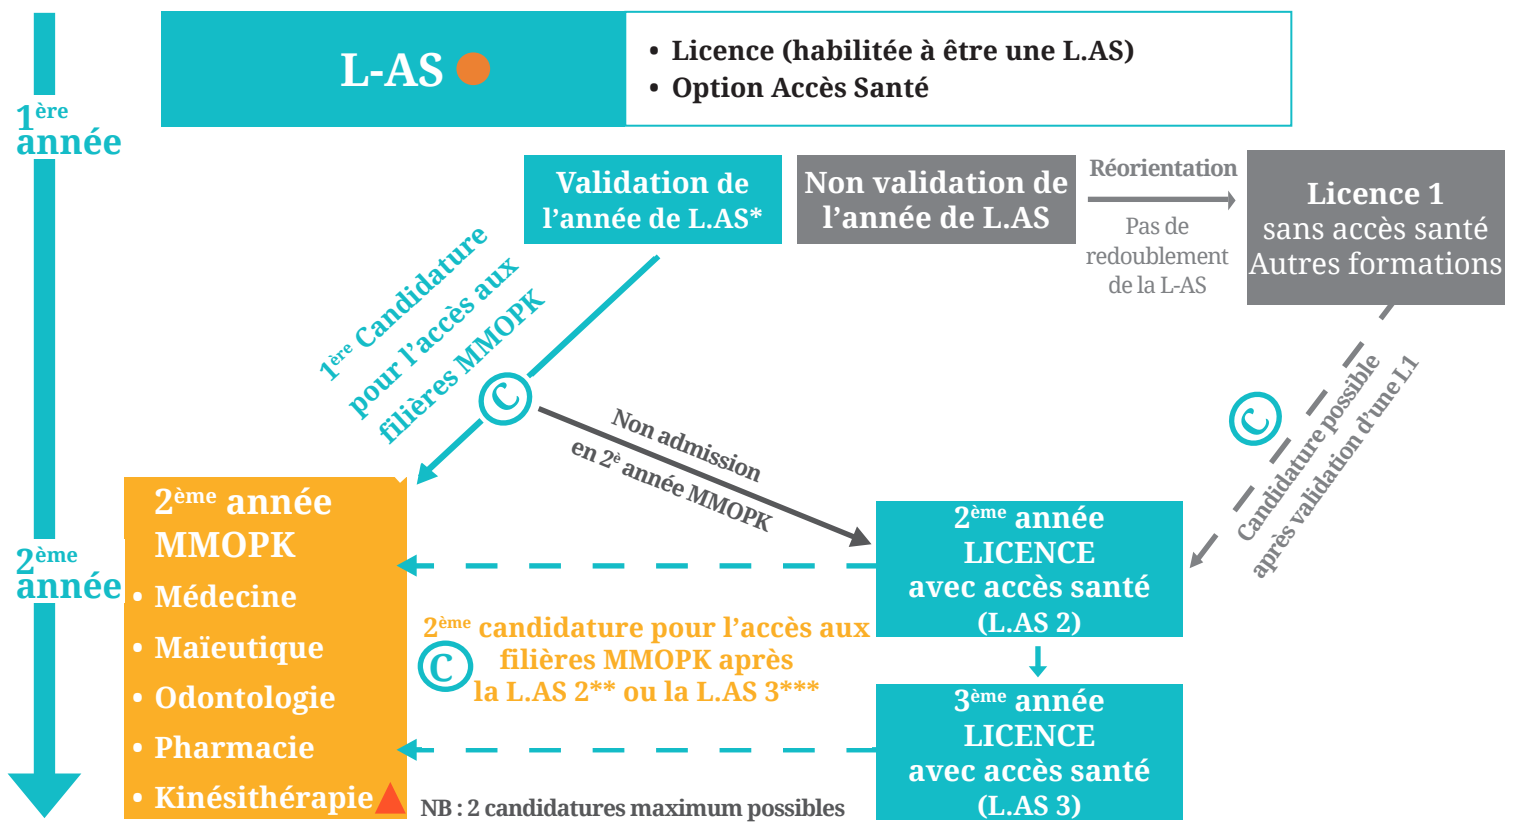 L-AS
• Licence (habilitée à être une L.AS)
• Option Accès Santé
1ère
année
Validation de
l’année de L.AS*
Non validation de
l’année de L.AS
Réorientation
Pas de
redoublement
de la L-AS
Licence 1
sans accès santé
Autres formations
1ère Candidature
pour l’accès aux
filières MMOPK
C
Non admission
en 2è année MMOPK
C
Candidature possible
après validation d’une L1
2ème
année
2ème année
MMOPK
• Médecine
• Maïeutique
• Odontologie
• Pharmacie
• Kinésithérapie
2ème année
LICENCE
avec accès santé
(L.AS 2)
2ème candidature pour l’accès aux
filières MMOPK après
la L.AS 2** ou la L.AS 3***
C
3ème année
LICENCE
avec accès santé
(L.AS 3)
NB : 2 candidatures maximum possibles